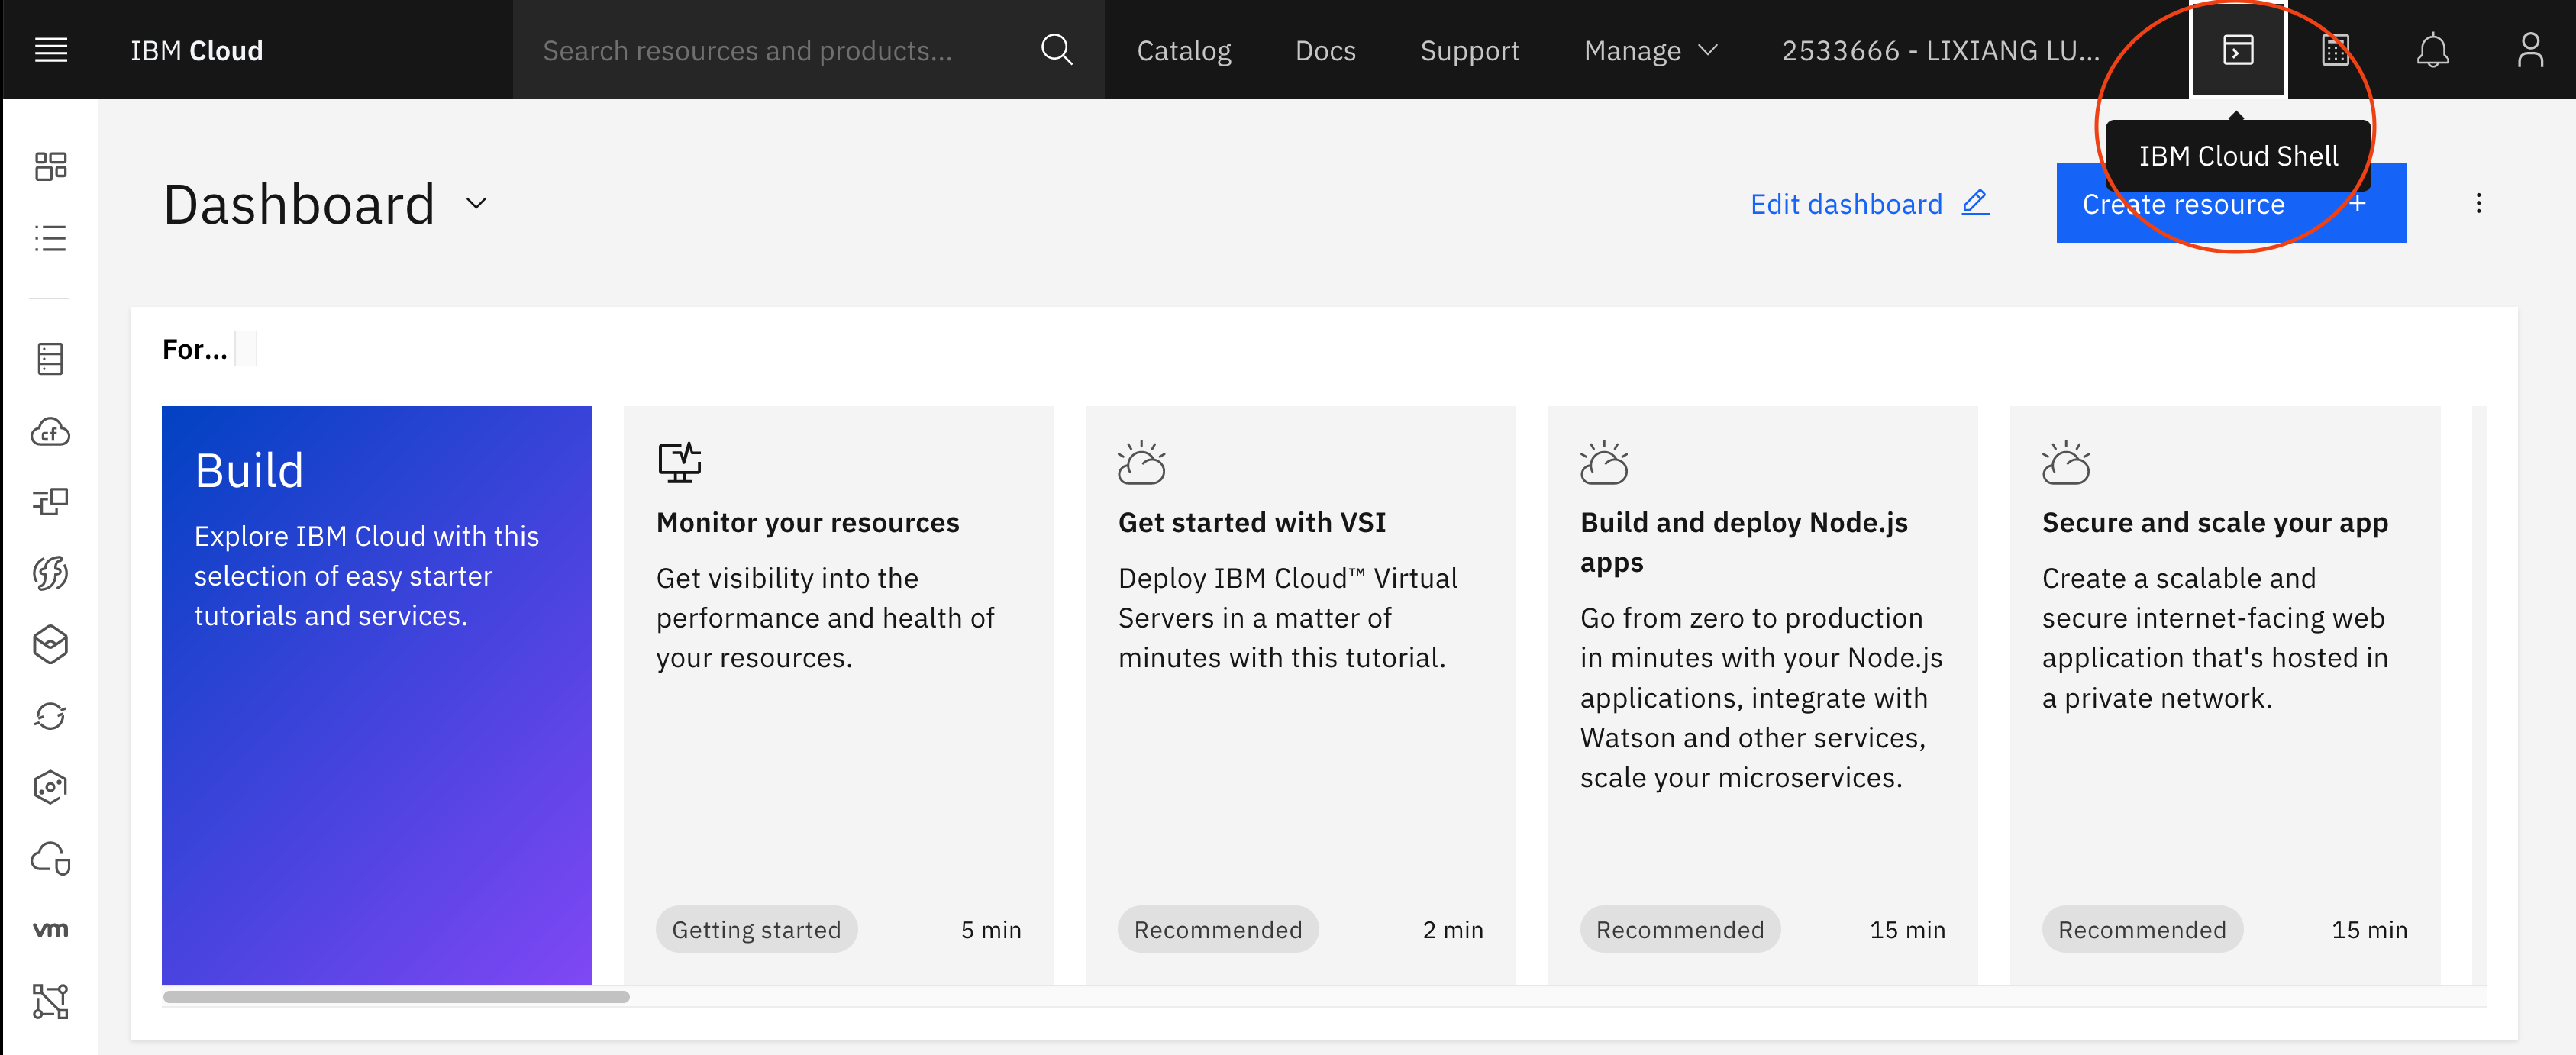 IBM Cloud
Search resources and products...
Catalog
Docs
Support
Manage
2533666 - LIXIANG LU...
IBM Cloud Shell
Dashboard
Edit dashboard
Create resource +
For...
Build
Explore IBM Cloud with this
selection of easy starter
tutorials and services.
Monitor your resources
Get visibility into the
performance and health of
your resources.
Getting started
5 min
Get started with VSI
Deploy IBM Cloud™ Virtual
Servers in a matter of
minutes with this tutorial.
Recommended
2 min
Build and deploy Node.js
apps
Go from zero to production
in minutes with your Node.js
applications, integrate with
Watson and other services,
scale your microservices.
Recommended
15 min
Secure and scale your app
Create a scalable and
secure internet-facing web
application that's hosted in
a private network.
Recommended
15 min
cf
vm